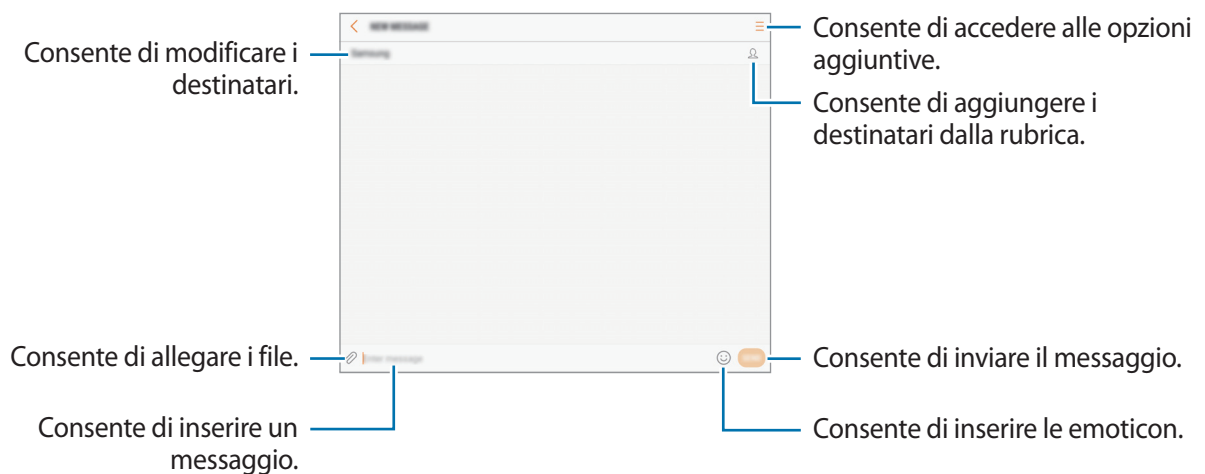 NEW MESSAGE
Consente di accedere alle opzioni
aggiuntive.
Consente di modificare i
destinatari.
Samsung
Consente di aggiungere i
destinatari dalla rubrica.
Consente di allegare i file.
Enter message
Consente di inviare il messaggio.
Consente di inserire un
messaggio.
Consente di inserire le emoticon.